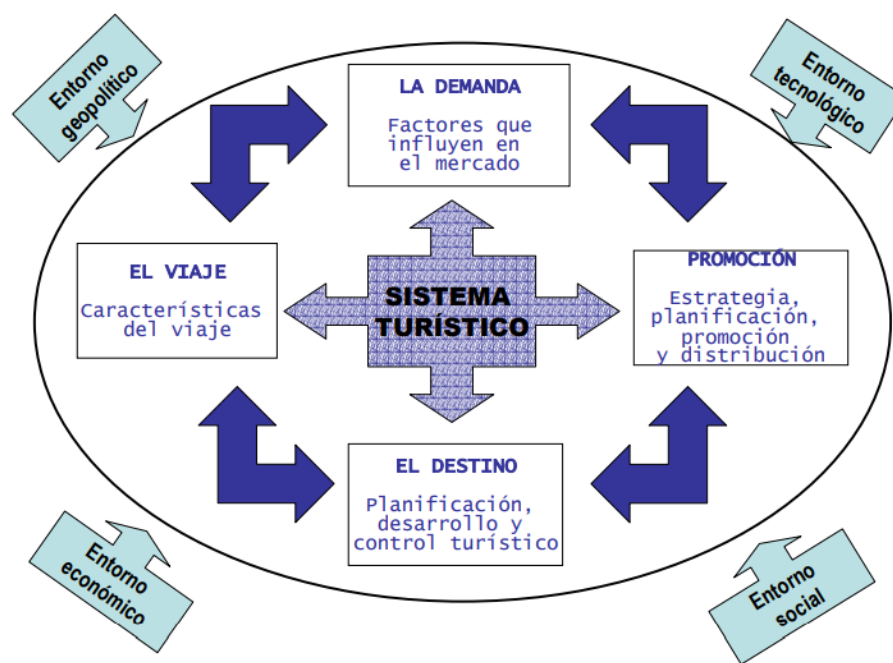 Entorno
geopolítico
Entorno
tecnológico
LA DEMANDA
Factores que
influyen en
el mercado
EL VIAJE
Características
del viaje
SISTEMA
TURÍSTICO
PROMOCIÓN
Estrategia,
planificación,
promoción
y distribución
EL DESTINO
Planificación,
desarrollo y
control turístico
Entorno
económico
Entorno
social